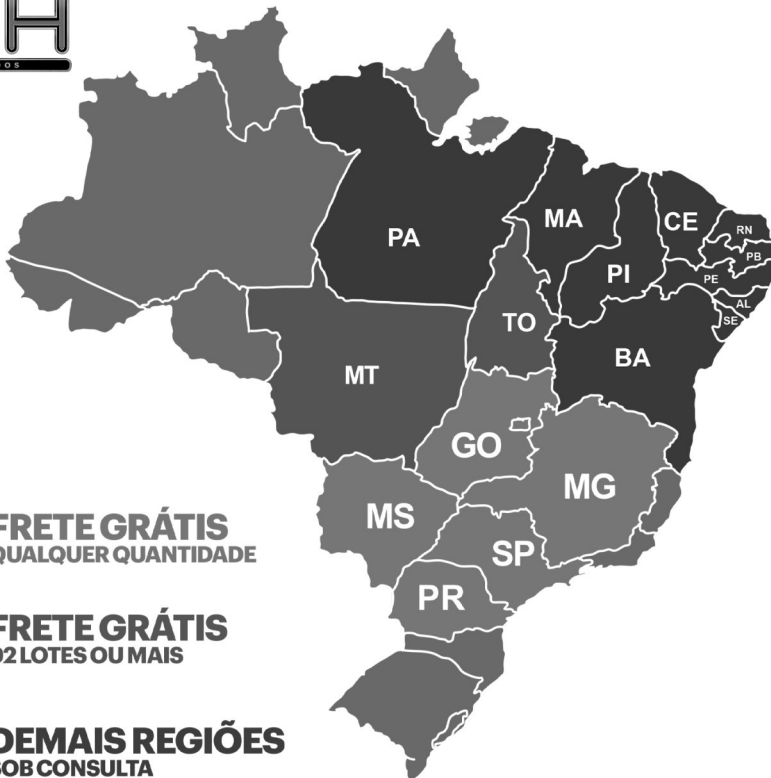 H
DOS
PA
MA
CE
RN
PB
PI
PE
AL
SE
TO
BA
MT
GO
MG
MS
SP
PR
FRETE GRÁTIS
QUALQUER QUANTIDADE
FRETE GRÁTIS
02 LOTES OU MAIS
DEMAIS REGIÕES
SOB CONSULTA